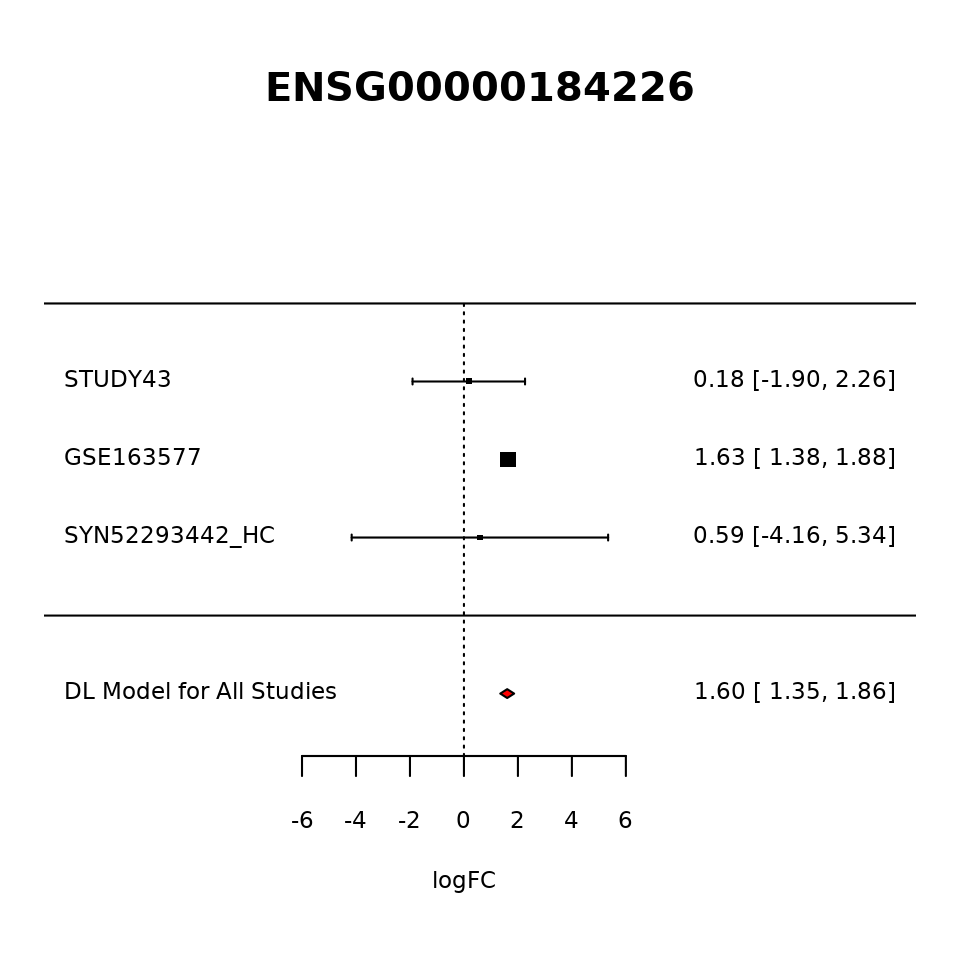 ENSG00000184226
STUDY43 0.18 [-1.90, 2.26]
GSE163577 1.63 [ 1.38, 1.88]
SYN52293442_HC 0.59 [-4.16, 5.34]
DL Model for All Studies 1.60 [ 1.35, 1.86]
-6 -4 -2 0 2 4 6
logFC